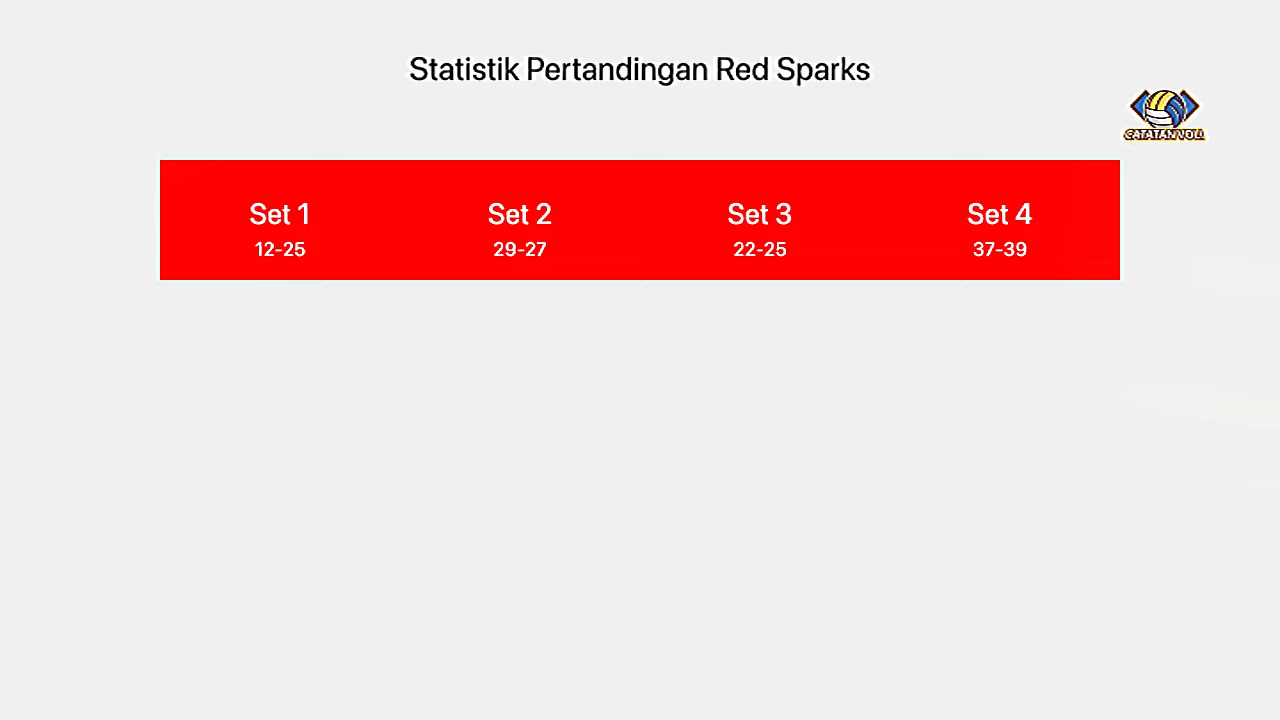 Statistik Pertandingan Red Sparks
CATATAN VOLI
Set 1 Set 2 Set 3 Set 4
12-25 29-27 22-25 37-39